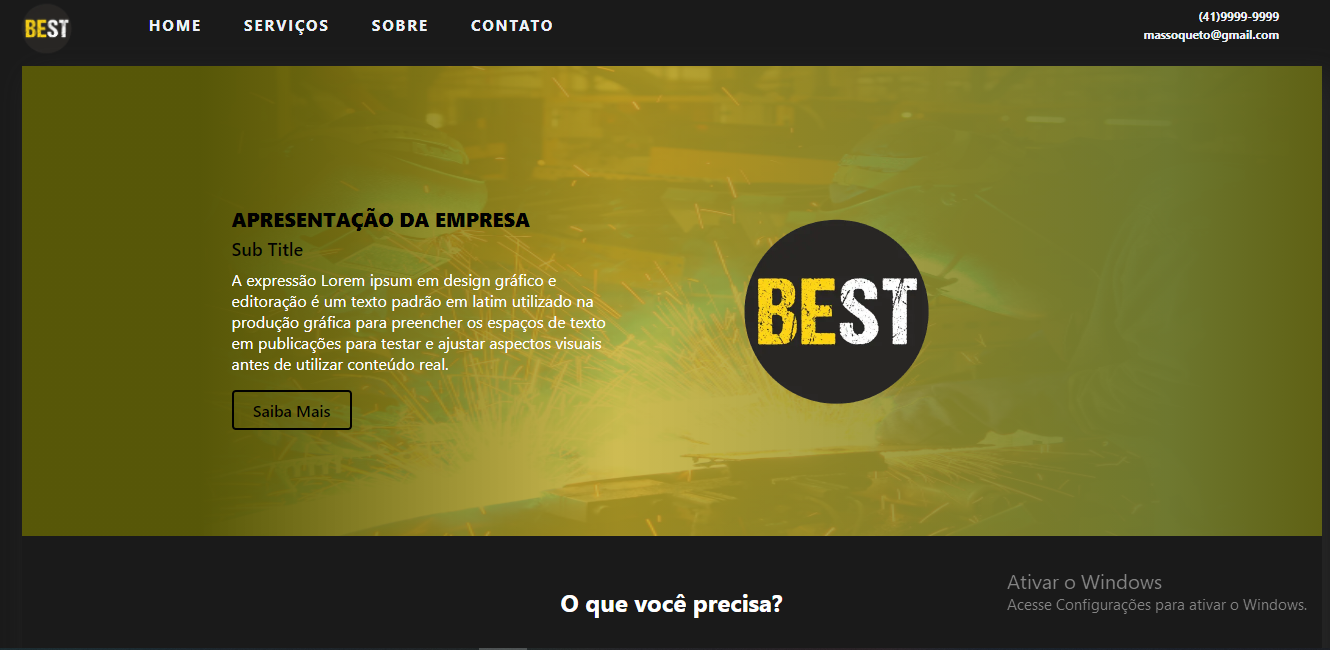 BEST
HOME SERVIÇOS SOBRE CONTATO
(41)9999-9999
massoqueto@gmail.com
APRESENTAÇÃO DA EMPRESA
Sub Title
A expressão Lorem ipsum em design gráfico e
editoração é um texto padrão em latim utilizado na
produção gráfica para preencher os espaços de texto
em publicações para testar e ajustar aspectos visuais
antes de utilizar conteúdo real.
Saiba Mais
BEST
O que você precisa?
Ativar o Windows
Acesse Configurações para ativar o Windows.